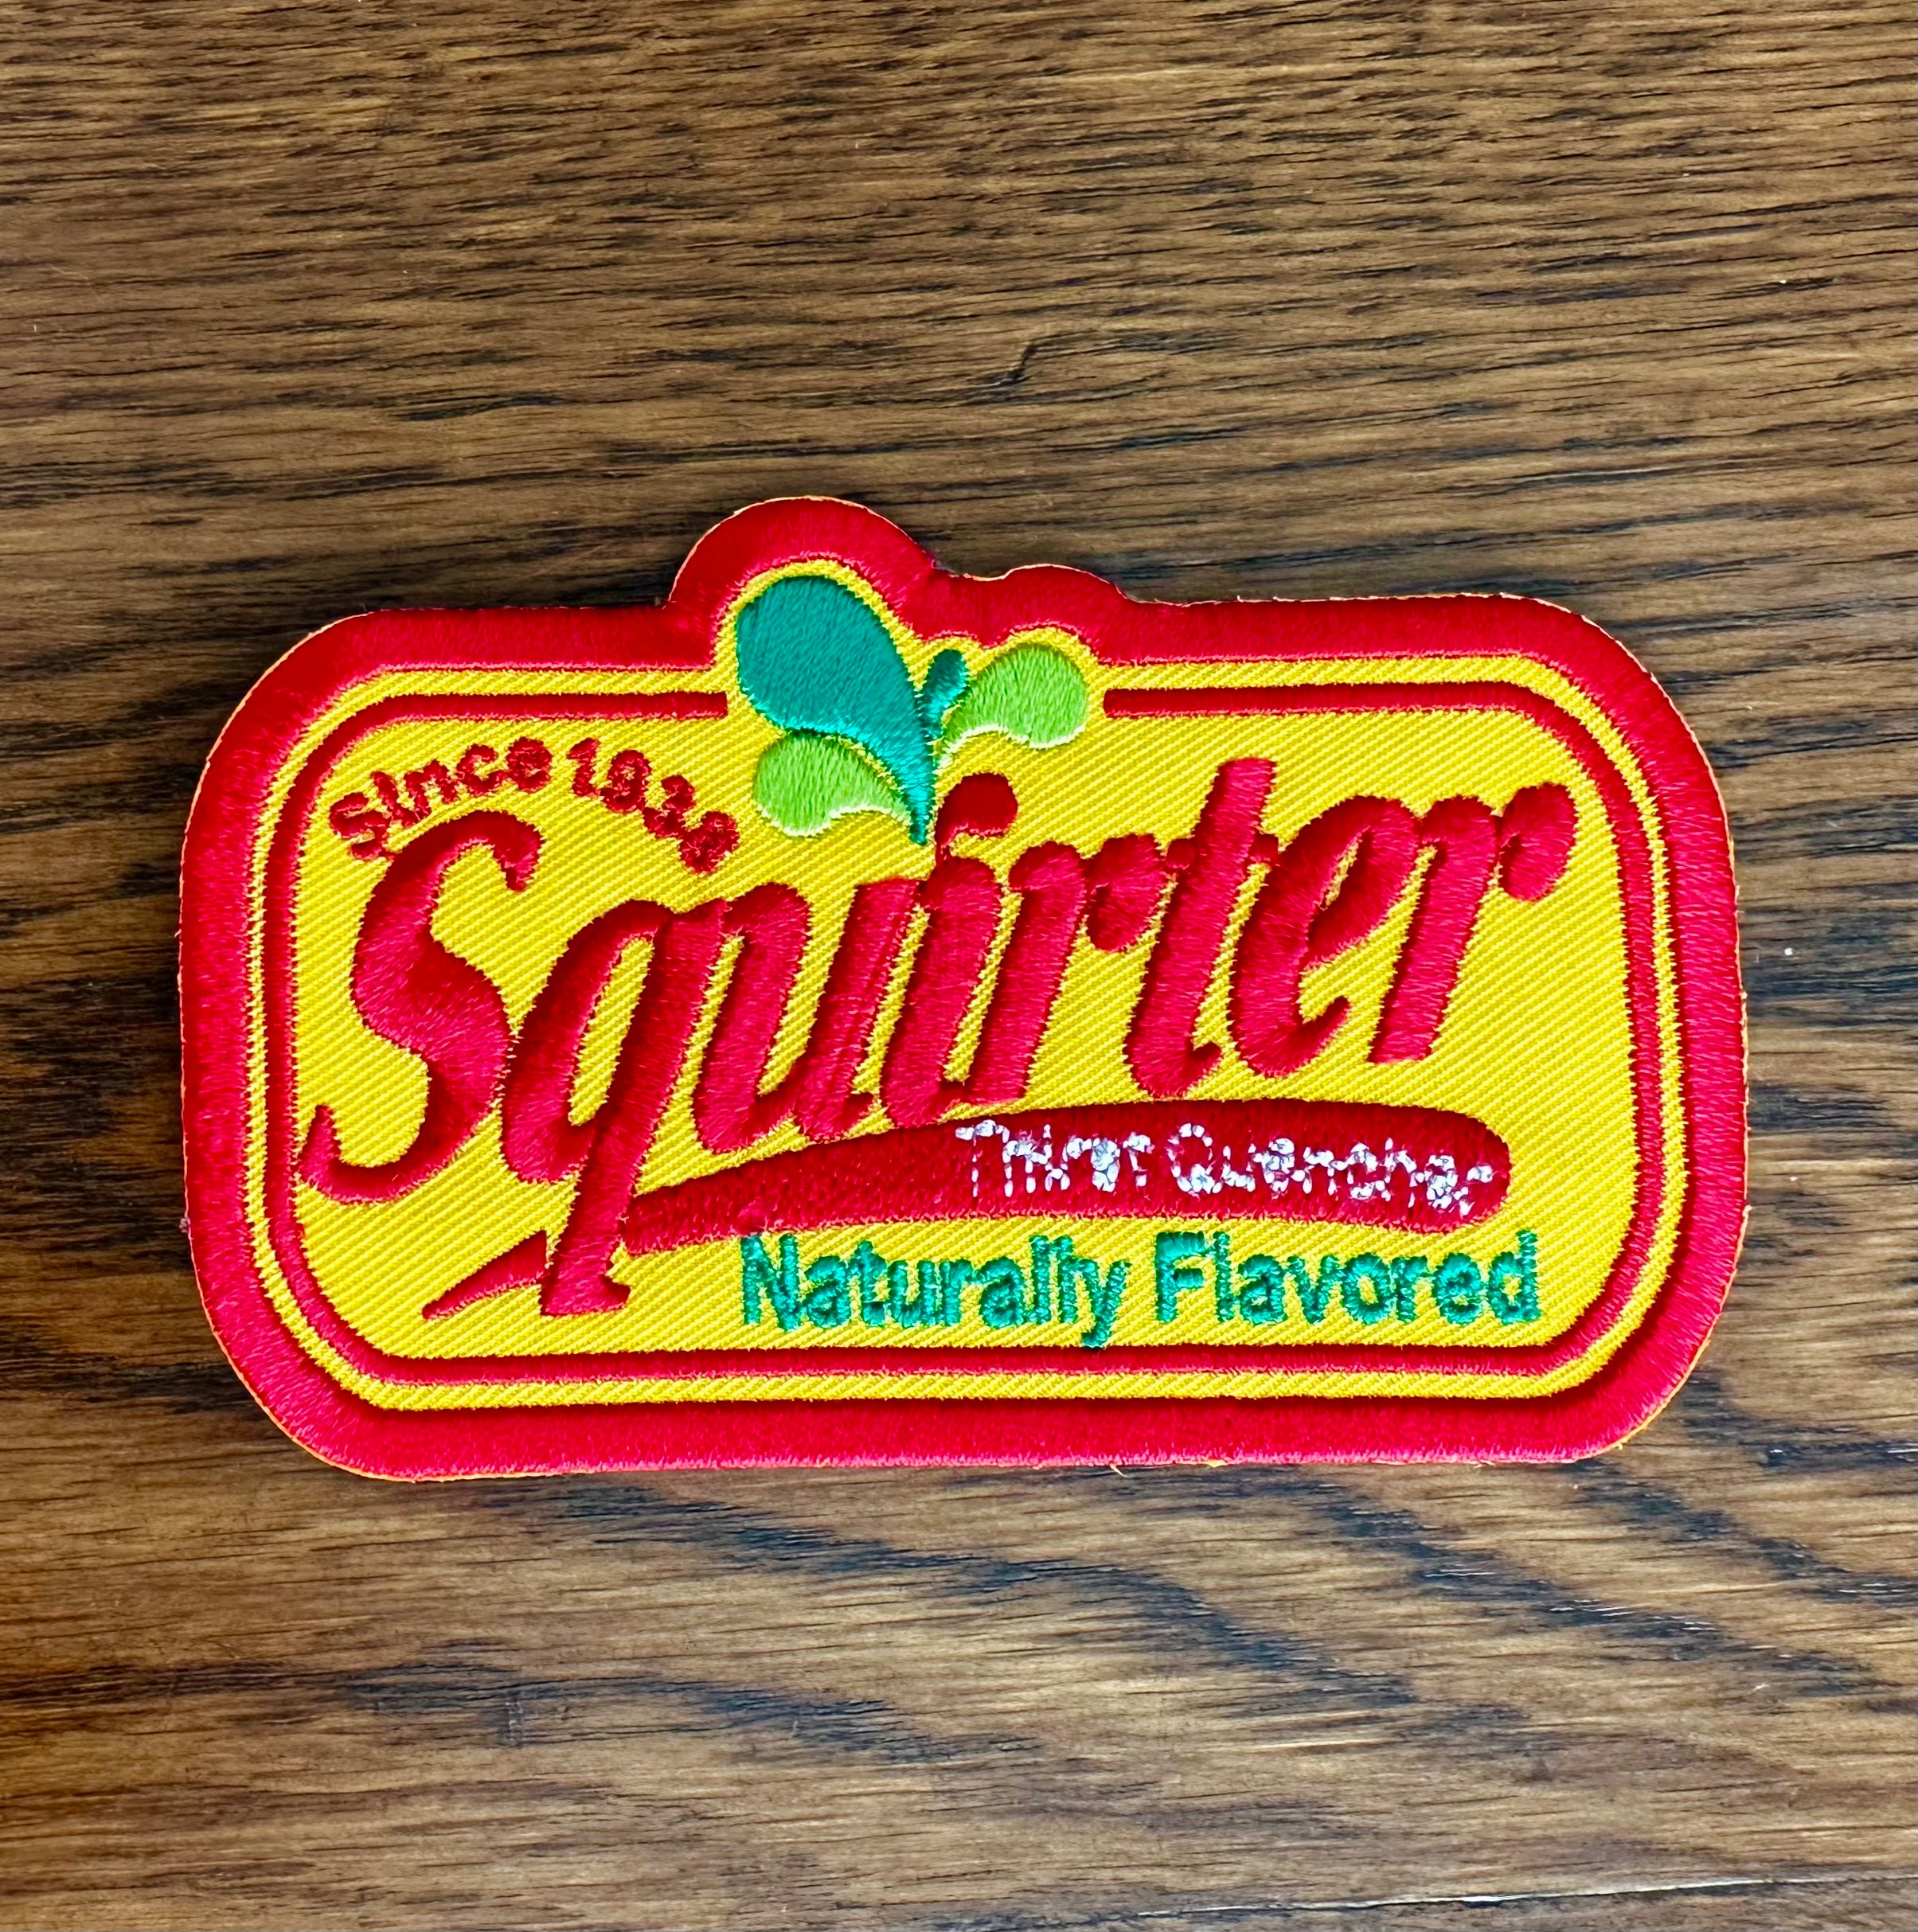 Since 1938
Squirter
Thirst Quencher
Naturally Flavored